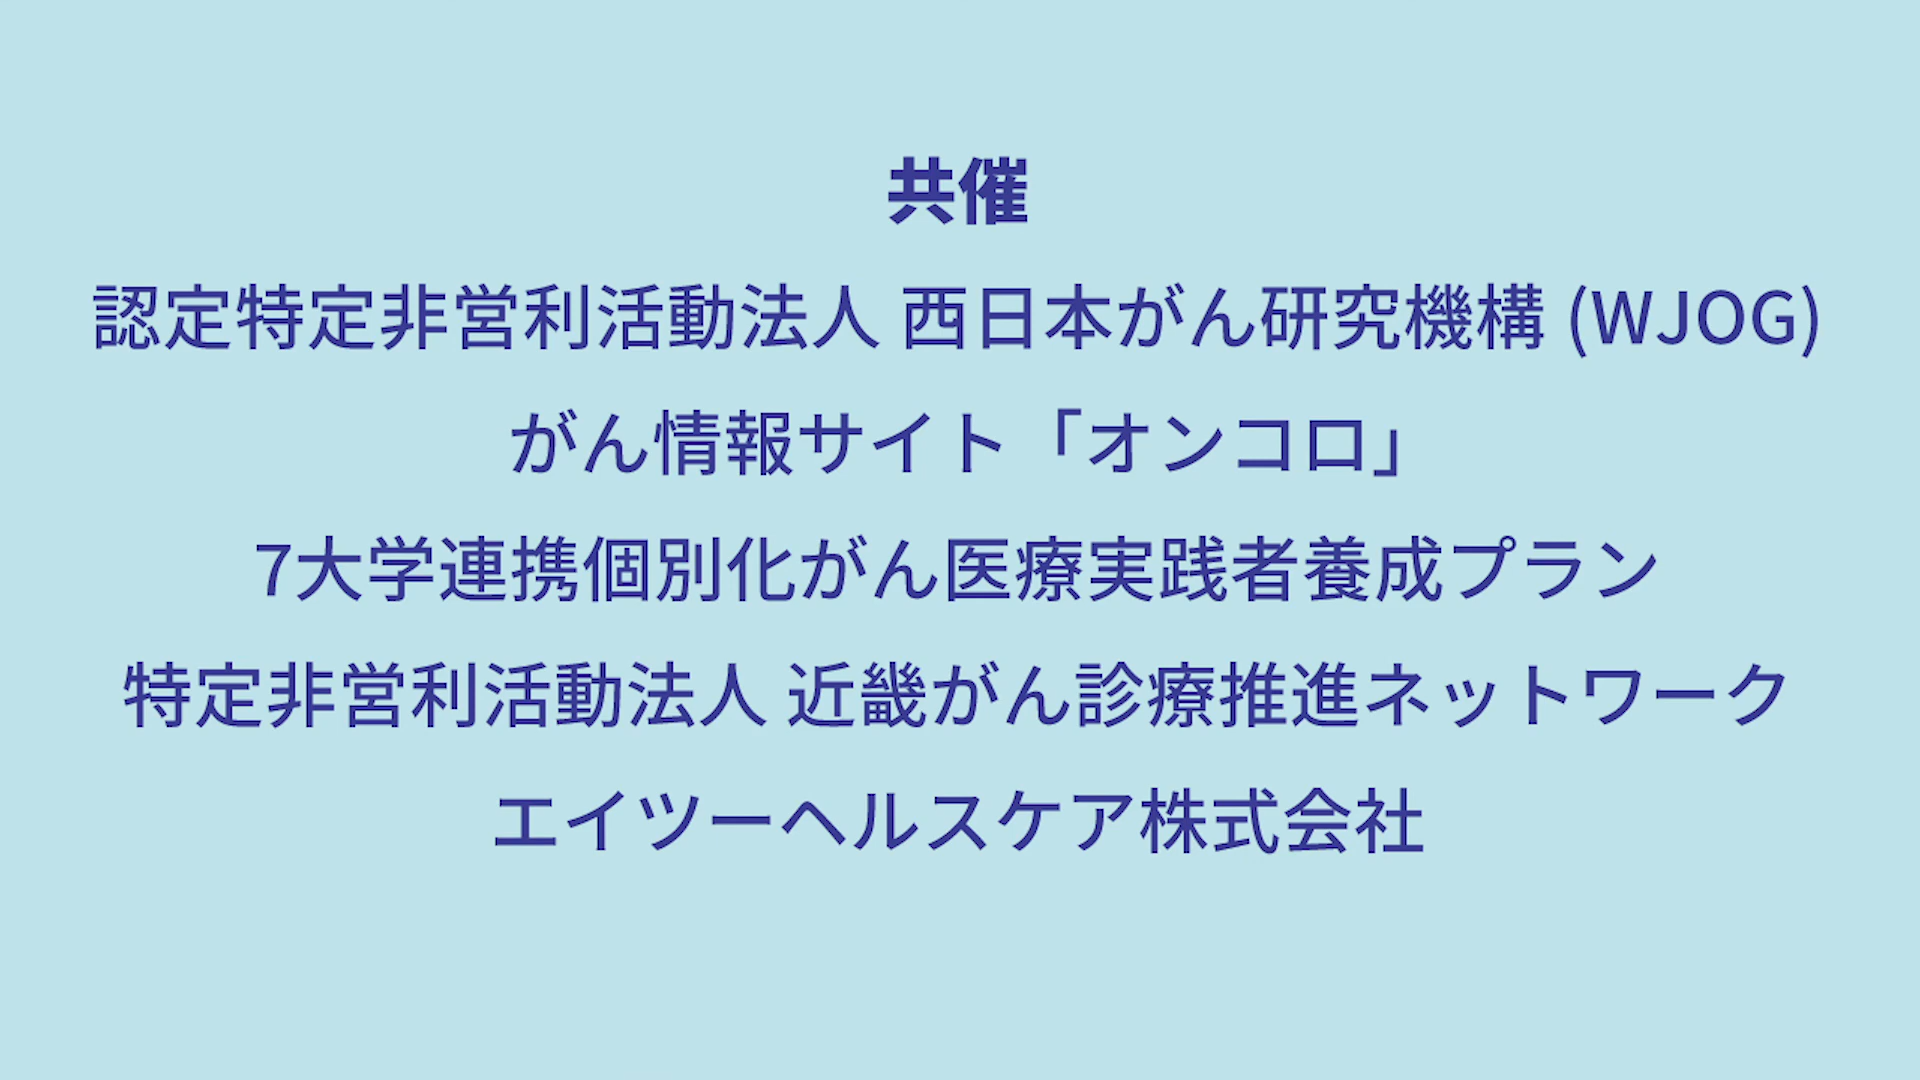 共催
認定特定非営利活動法人 西日本がん研究機構 (WJOG)
がん情報サイト「オンコロ」
7大学連携個別化がん医療実践者養成プラン
特定非営利活動法人 近畿がん診療推進ネットワーク
エイツーヘルスケア株式会社